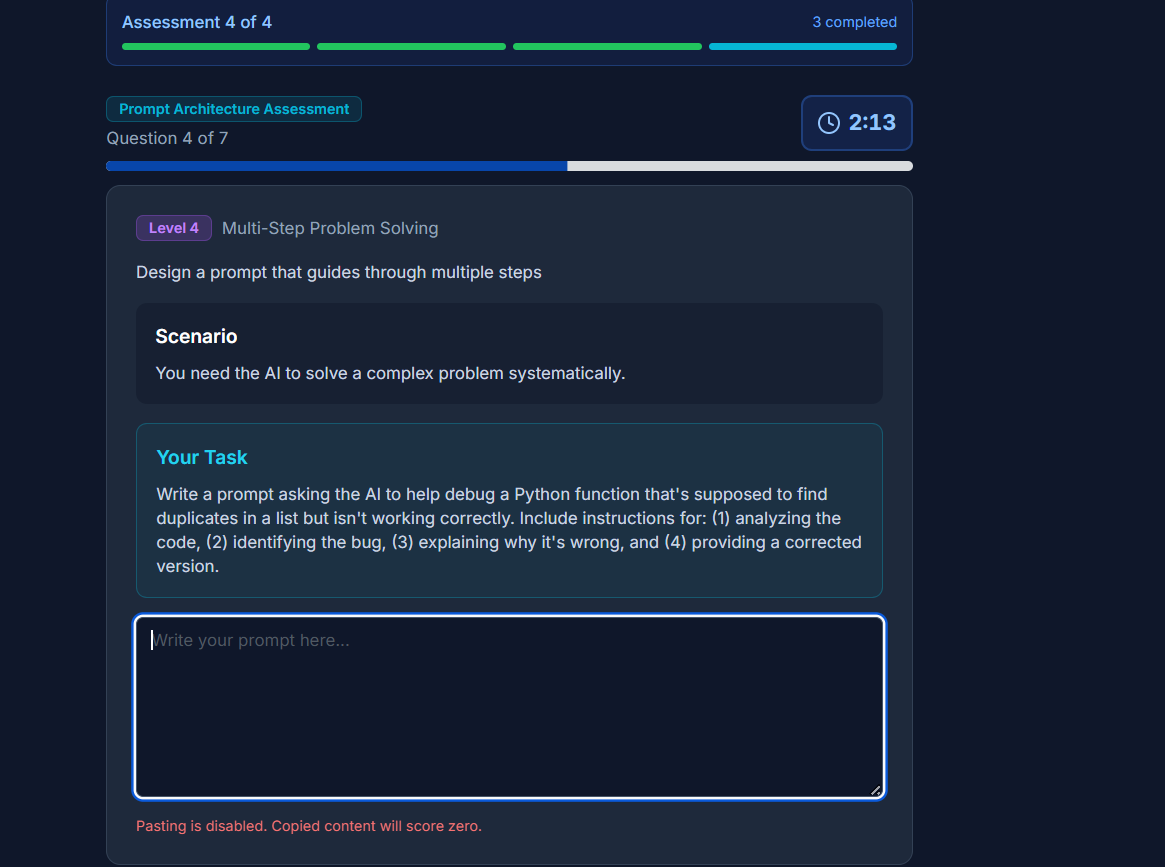 Assessment 4 of 4
3 completed
Prompt Architecture Assessment
Question 4 of 7
2:13
Level 4
Multi-Step Problem Solving
Design a prompt that guides through multiple steps
Scenario
You need the AI to solve a complex problem systematically.
Your Task
Write a prompt asking the AI to help debug a Python function that's supposed to find
duplicates in a list but isn't working correctly. Include instructions for: (1) analyzing the
code, (2) identifying the bug, (3) explaining why it's wrong, and (4) providing a corrected
version.
Write your prompt here...
Pasting is disabled. Copied content will score zero.